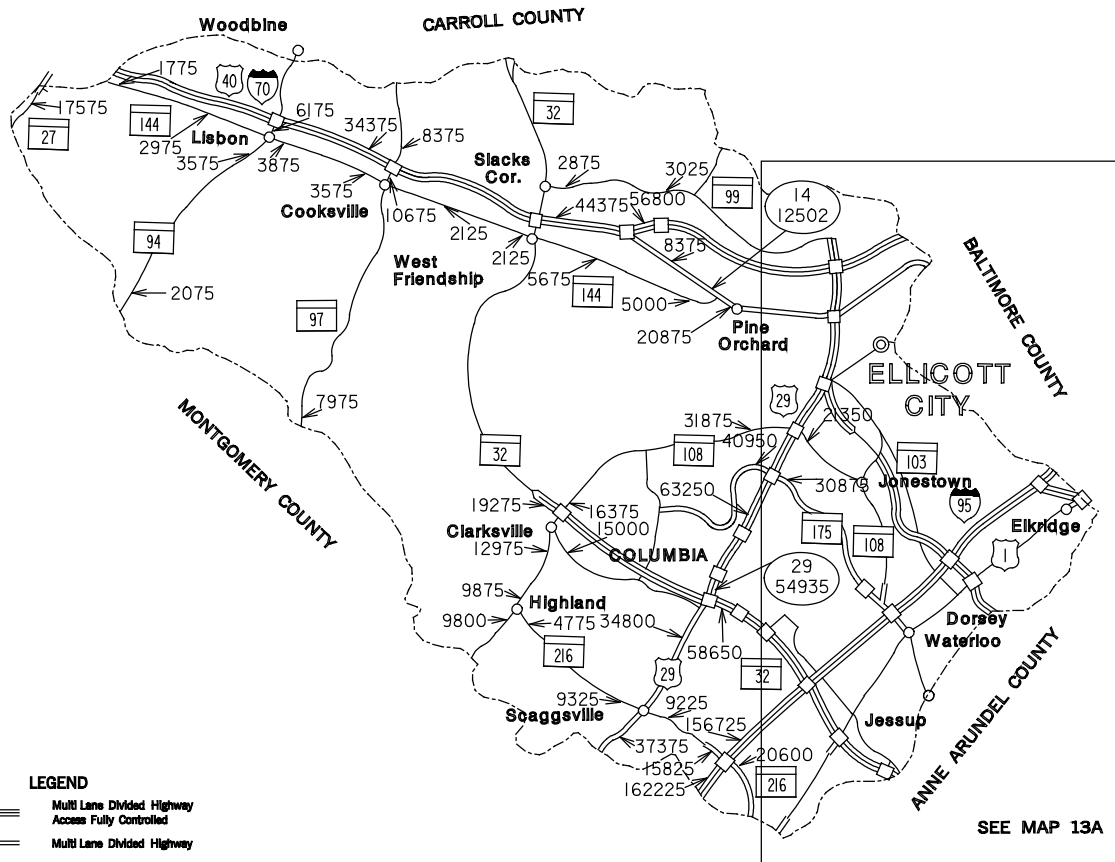 CARROLL COUNTY
Woodbine
1775
40
70
17575
27
144
6175
2975
Lisbon
34375
8375
32
3575
3875
Slacks
Cor.
2875
3025
99
14
12502
3575
Cooksville
10675
44375
56800
94
2125
2125
8375
West
Friendship
5675
144
5000
2075
97
20875
Pine
Orchard
BALTIMORE COUNTY
ELLICOTT
CITY
7975
29
31875
21350
MONTGOMERY COUNTY
32
108
40950
103
63250
30875
Jonestown
95
19275
16375
15000
Clarksville
12975
COLUMBIA
175
108
Elkridge
1
29
54935
9875
Highland
9800
4775
34800
58650
Dorsey
Waterloo
216
29
32
9325
9225
Scaggsville
156725
Jessup
37375
15825
20600
162225
216
ANNE ARUNDEL COUNTY
LEGEND
Multi Lane Divided Highway
Access Fully Controlled
Multi Lane Divided Highway
SEE MAP 13A